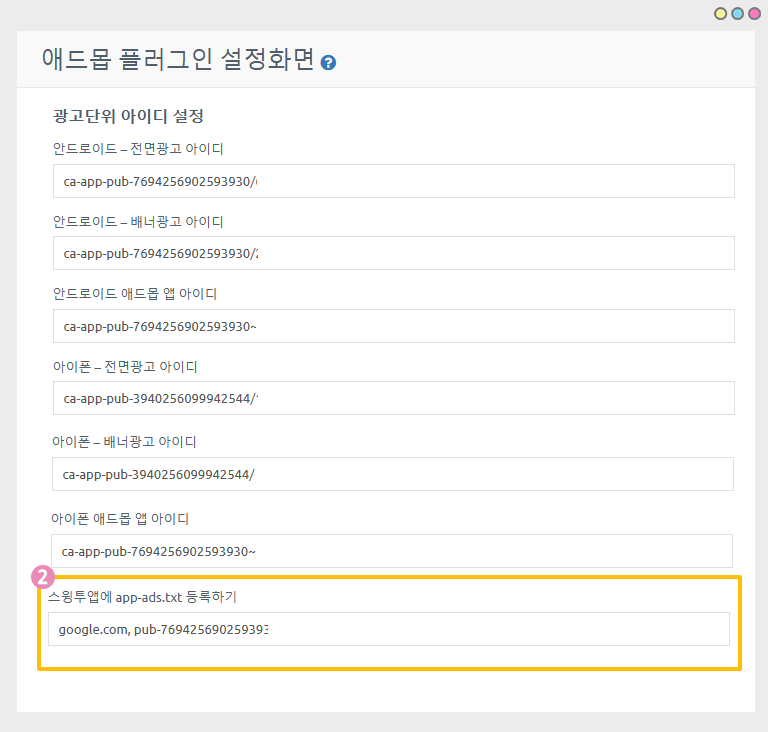 애드몹 플러그인 설정화면 ?
광고단위 아이디 설정
안드로이드 – 전면광고 아이디
ca-app-pub-7694256902593930/
안드로이드 – 배너광고 아이디
ca-app-pub-7694256902593930/2
안드로이드 애드몹 앱 아이디
ca-app-pub-7694256902593930~
아이폰 – 전면광고 아이디
ca-app-pub-3940256099942544/
아이폰 – 배너광고 아이디
ca-app-pub-3940256099942544/
아이폰 애드몹 앱 아이디
ca-app-pub-7694256902593930~
2
스윙투앱에 app-ads.txt 등록하기
google.com, pub-769425690259393